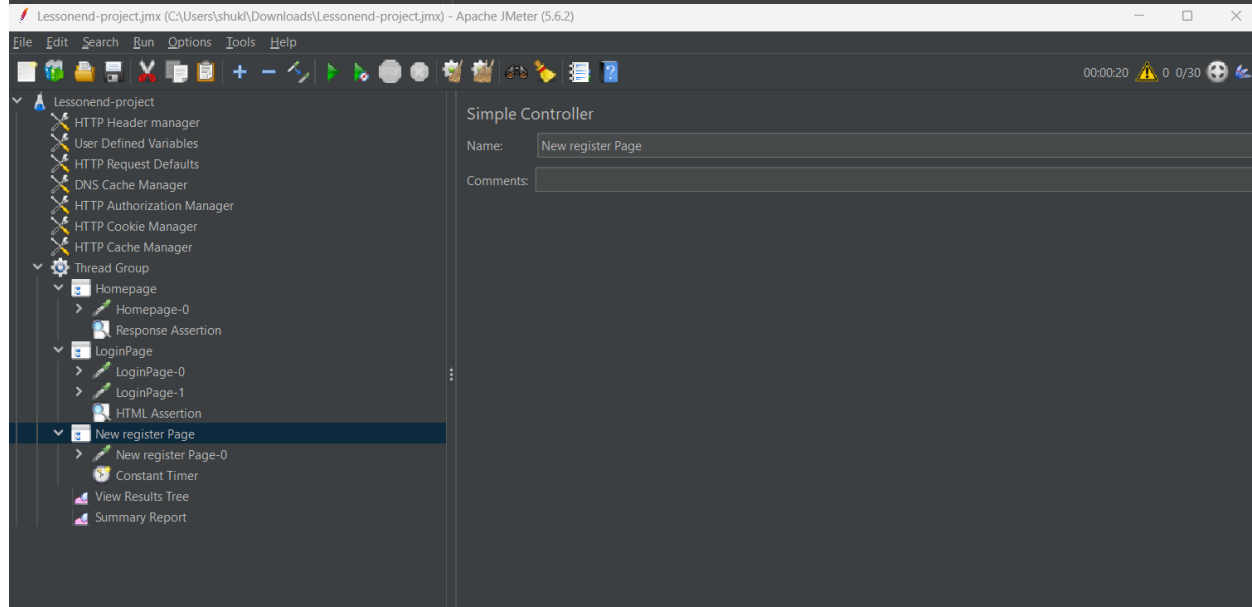 Lessonend-project.jmx (C:\Users\shukl\Downloads\Lessonend-project.jmx) - Apache JMeter (5.6.2)
File Edit Search Run Options Tools Help
00:00:20 0 0/30
Lessonend-project
HTTP Header manager
User Defined Variables
HTTP Request Defaults
DNS Cache Manager
HTTP Authorization Manager
HTTP Cookie Manager
HTTP Cache Manager
Thread Group
Homepage
Homepage-0
Response Assertion
LoginPage
LoginPage-0
LoginPage-1
HTML Assertion
New register Page
New register Page-0
Constant Timer
View Results Tree
Summary Report
Simple Controller
Name: New register Page
Comments: